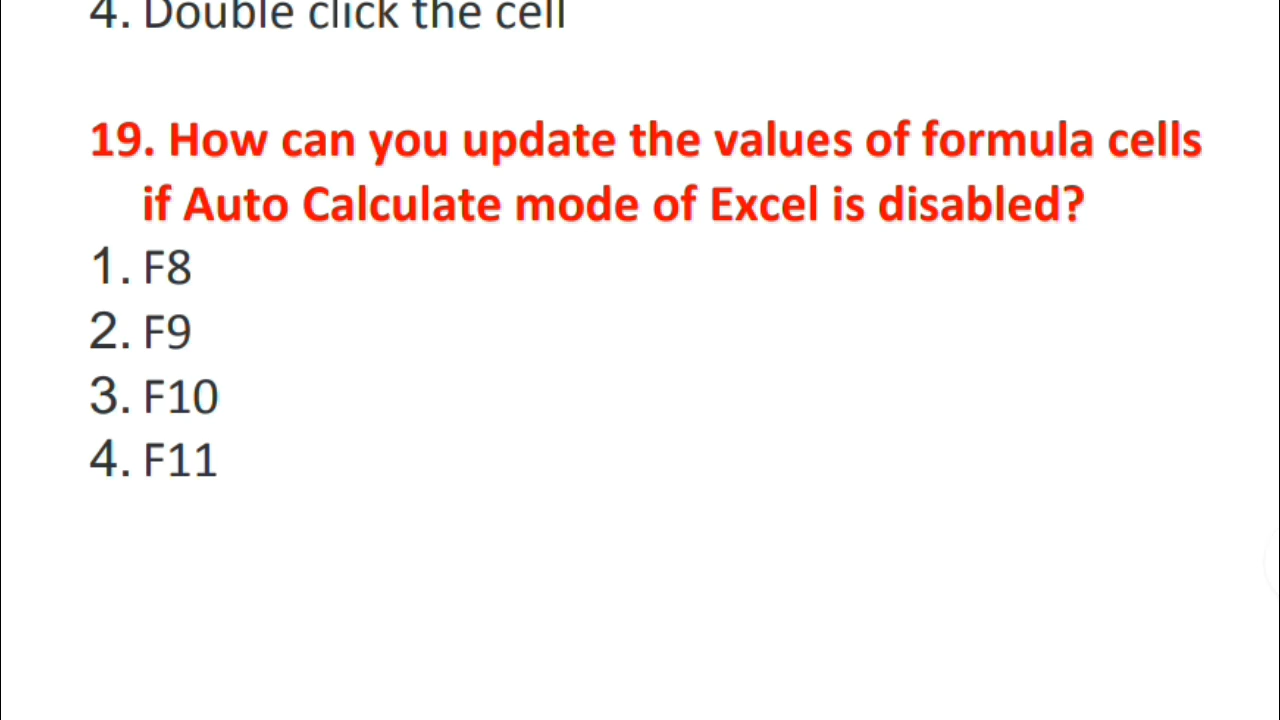 4. Double click the cell
19. How can you update the values of formula cells
if Auto Calculate mode of Excel is disabled?
1. F8
2. F9
3. F10
4. F11